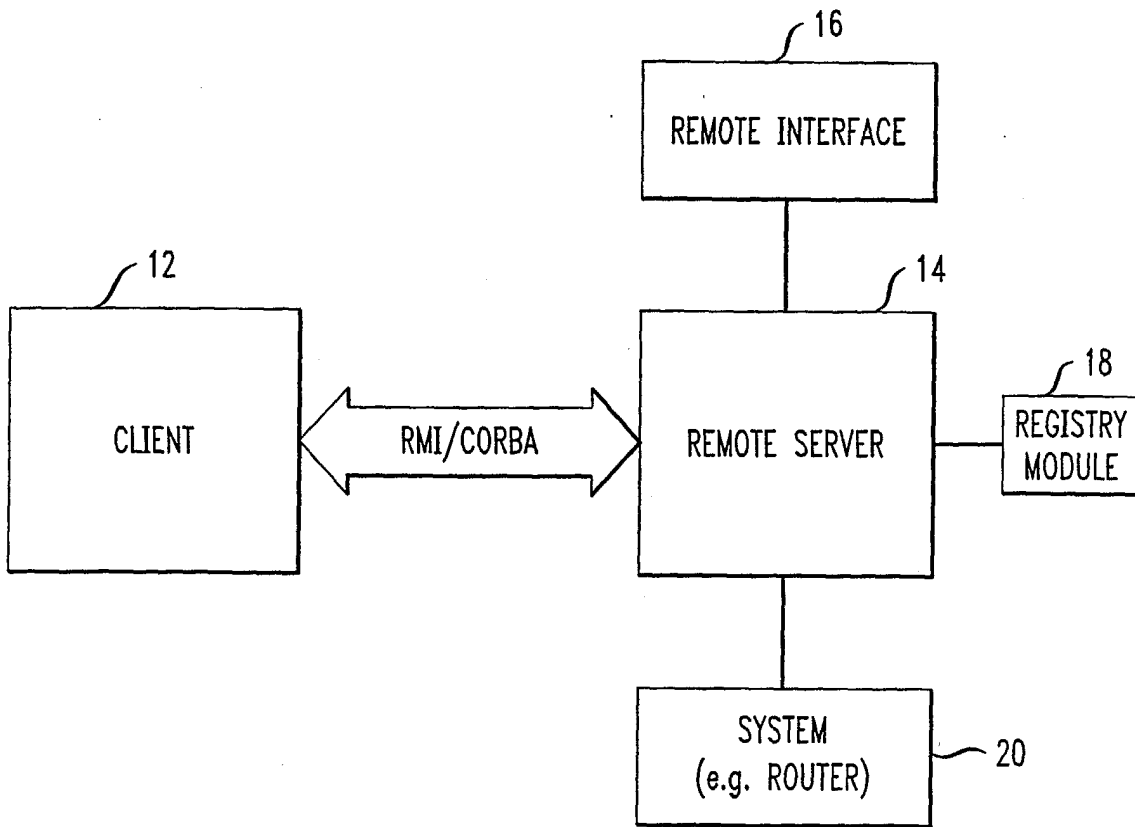 16
REMOTE INTERFACE
12
14
18
CLIENT
RMI/CORBA
REMOTE SERVER
REGISTRY
MODULE
SYSTEM
(e.g. ROUTER)
20